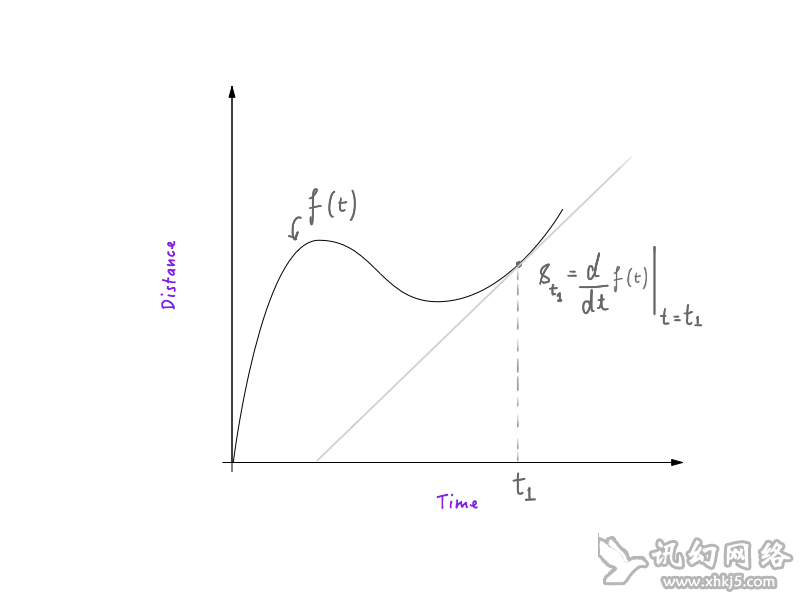 f(t)
Distance
s_t₁ = d/dt f(t) |t=t₁
t₁
Time
讯幻网络
www.xhkj5.com